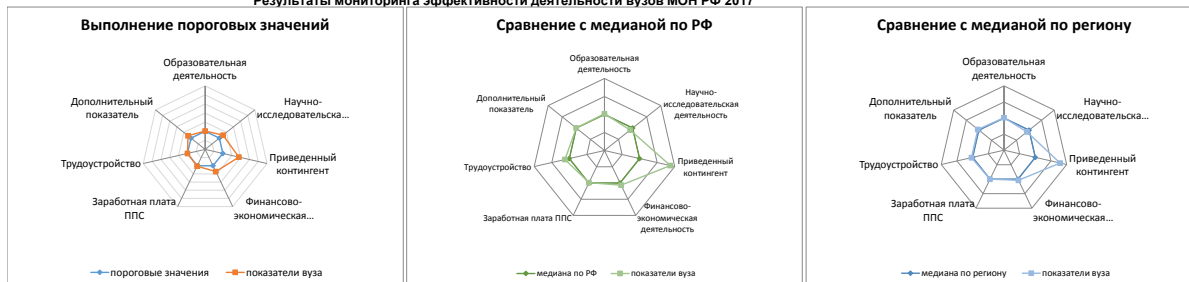 Результаты мониторинга эффективности деятельности вузов МОН РФ 2017
Выполнение пороговых значений
Образовательная
деятельность
Научно-
исследовательска...
Приведенный
контингент
Финансово-
экономическая...
Заработная плата
ППС
Трудоустройство
Дополнительный
показатель
пороговые значения
показатели вуза
Сравнение с медианой по РФ
Образовательная
деятельность
Научно-
исследовательская
деятельность
Приведенный
контингент
Финансово-
экономическая
деятельность
Заработная плата ППС
Трудоустройство
Дополнительный
показатель
медиана по РФ
показатели вуза
Сравнение с медианой по региону
Образовательная
деятельность
Научно-
исследовательска...
Приведенный
контингент
Финансово-
экономическая...
Заработная плата
ППС
Трудоустройство
Дополнительный
показатель
медиана по региону
показатели вуза